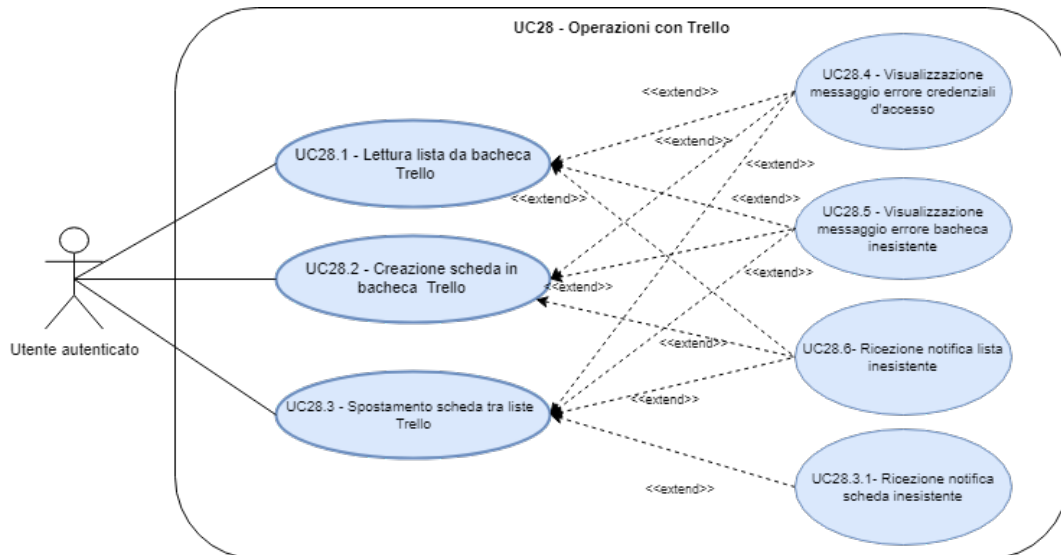 UC28 - Operazioni con Trello
UC28.4 - Visualizzazione
messaggio errore credenziali
d'accesso
<<extend>>
<<extend>>
UC28.1 - Lettura lista da bacheca
Trello
<<extend>>
<<extend>>
<<extend>>
UC28.5 - Visualizzazione
messaggio errore bacheca
inesistente
UC28.2 - Creazione scheda in
bacheca Trello
<<extend>>
<<extend>>
Utente autenticato
<<extend>>
UC28.6- Ricezione notifica lista
inesistente
UC28.3 - Spostamento scheda tra liste
Trello
<<extend>>
UC28.3.1- Ricezione notifica
scheda inesistente
<<extend>>